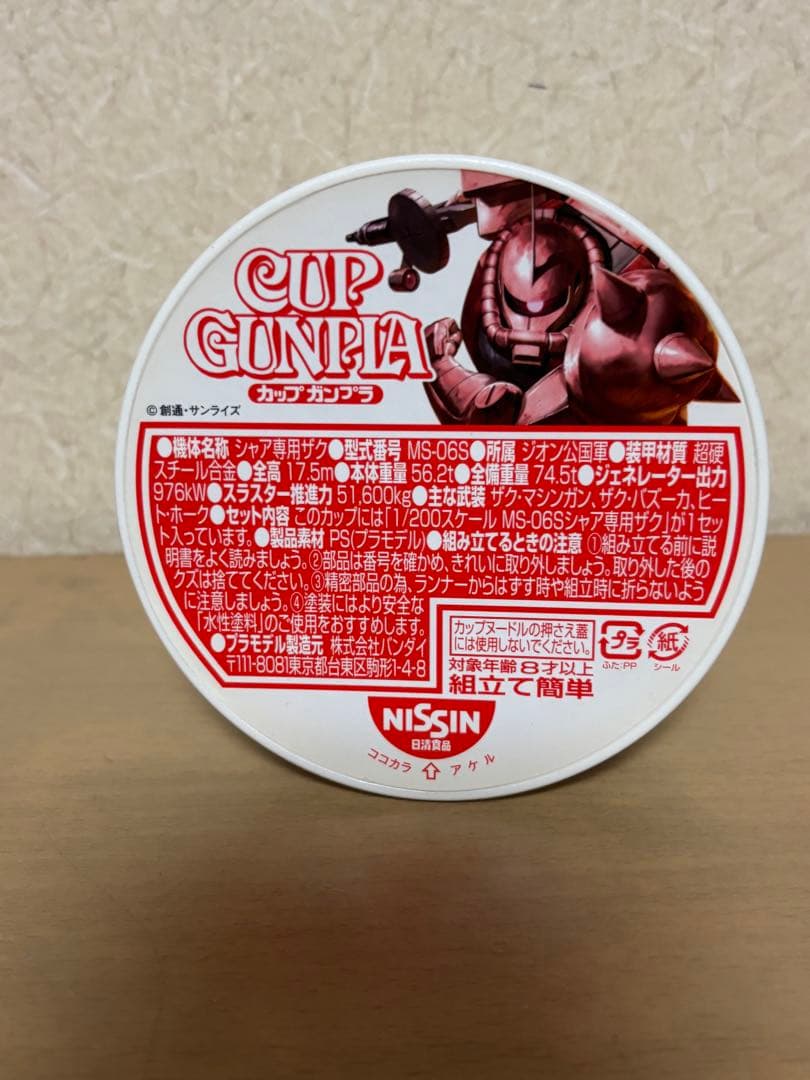 CUP
GUNPLA
カップ ガンプラ
©創通・サンライズ
●機体名称 シャア専用ザク●型式番号 MS-06S●所属 ジオン公国軍●装甲材質 超硬
スチール合金●全高 17.5m●本体重量 56.2t●全備重量 74.5t●ジェネレーター出力
976kW●スラスター推進力 51,600kg●主な武装 ザク・マシンガン、ザク・バズーカ、ヒー
ト・ホーク●セット内容 このカップには「1/200スケール MS-06Sシャア専用ザク」が1セッ
ト入っています。●製品素材 PS(プラモデル)●組み立てるときの注意 ①組み立てる前に説
明書をよく読みましょう。②部品は番号を確かめ、きれいに取り外しましょう。取り外した後の
クズは捨ててください。③精密部品の為、ランナーからはずす時や組立時に折らないよう
に注意しましょう。④塗装にはより安全な
「水性塗料」のご使用をおすすめします。
●プラモデル製造元 株式会社バンダイ
〒111-8081東京都台東区駒形1-4-8
カップヌードルの押さえ蓋
には使用しないでください。
対象年齢 8才以上
組立て簡単
プラ
ふた:PP
紙
シール
NISSIN
日清食品
ココカラ⇧アケル